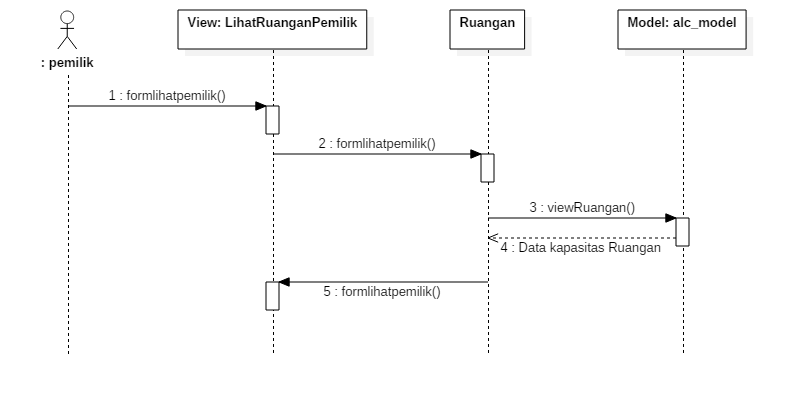 View: LihatRuanganPemilik
Ruangan
Model: alc_model
: pemilik
1 : formlihatpemilik()
2 : formlihatpemilik()
3 : viewRuangan()
4 : Data kapasitas Ruangan
5 : formlihatpemilik()